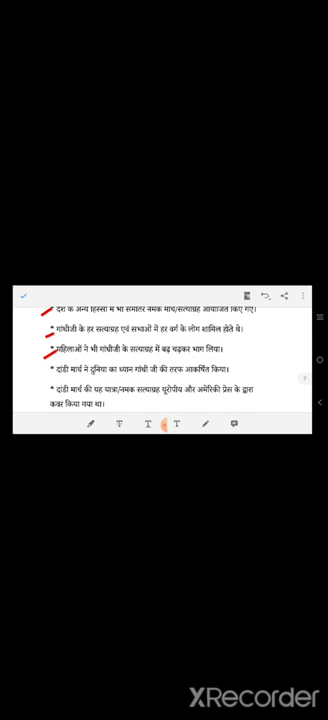 * देश के अन्य हिस्सों में भी समांतर नमक मार्च/सत्याग्रह आयोजित किए गए।
* गांधीजी के हर सत्याग्रह एवं सभाओं में हर वर्ग के लोग शामिल होते थे।
* महिलाओं ने भी गांधीजी के सत्याग्रह में बढ़ चढ़कर भाग लिया।
* दांडी मार्च ने दुनिया का ध्यान गांधी जी की तरफ आकर्षित किया।
7
* दांडी मार्च की यह यात्रा/नमक सत्याग्रह यूरोपीय और अमेरिकी प्रेस के द्वारा
कवर किया गया था।
XRecorder